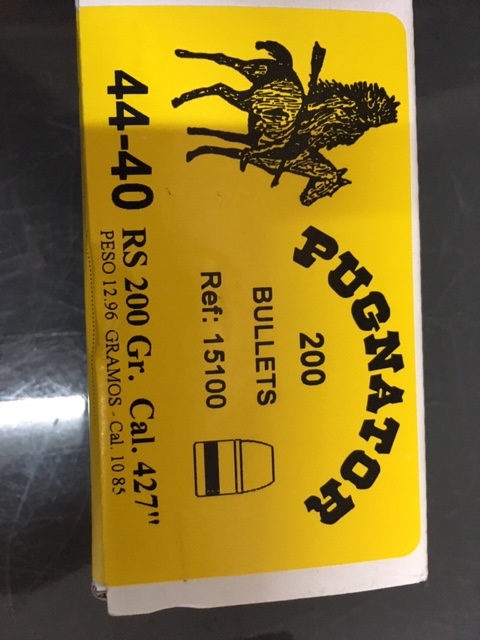 PUGNATOR
200
BULLETS
Ref: 15100
44-40 RS 200 Gr. Cal. 427"
PESO 12.96 GRAMOS - Cal. 10 85